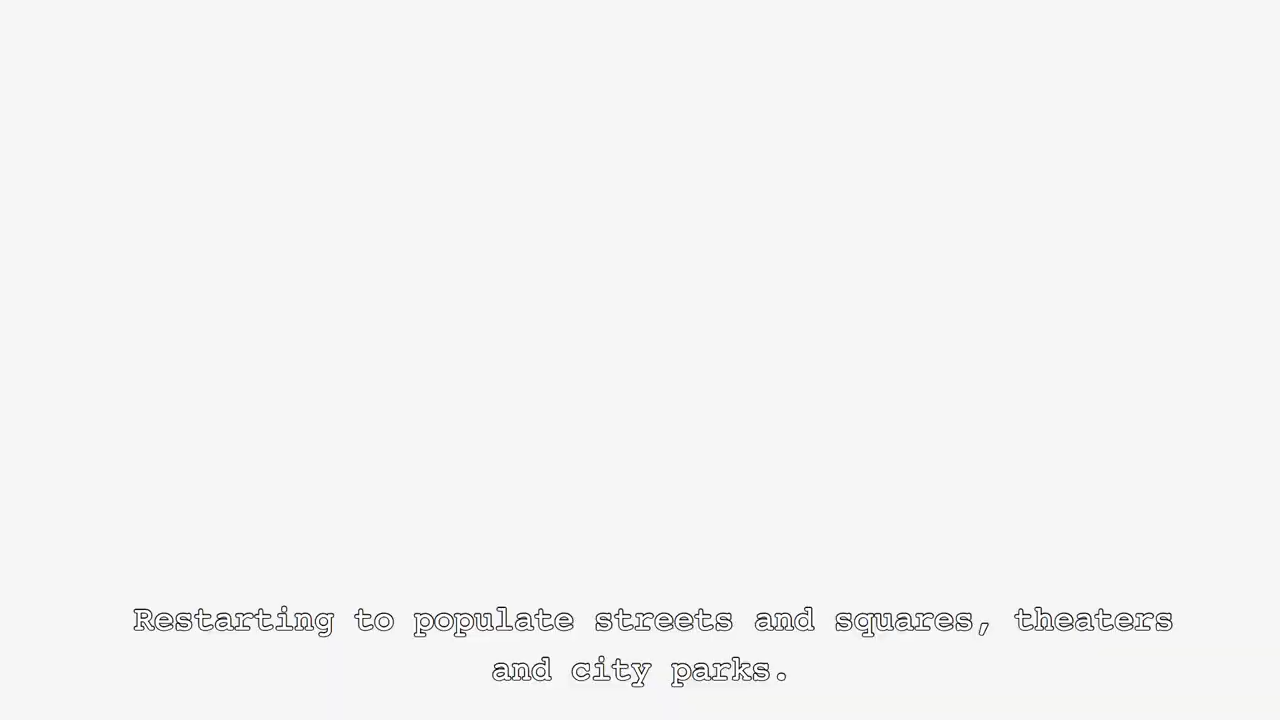 Restarting to populate streets and squares, theaters
and city parks.